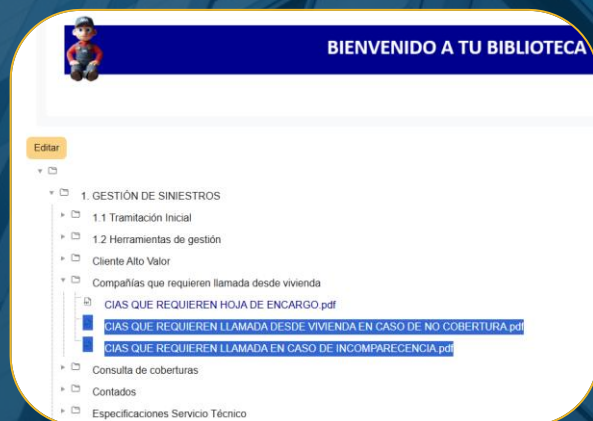 BIENVENIDO A TU BIBLIOTECA
Editar
1. GESTIÓN DE SINIESTROS
1.1 Tramitación Inicial
1.2 Herramientas de gestión
Cliente Alto Valor
Compañías que requieren llamada desde vivienda
CIAS QUE REQUIEREN HOJA DE ENCARGO.pdf
CIAS QUE REQUIEREN LLAMADA DESDE VIVIENDA EN CASO DE NO COBERTURA.pdf
CIAS QUE REQUIEREN LLAMADA EN CASO DE INCOMPARECENCIA.pdf
Consulta de coberturas
Contados
Especificaciones Servicio Técnico